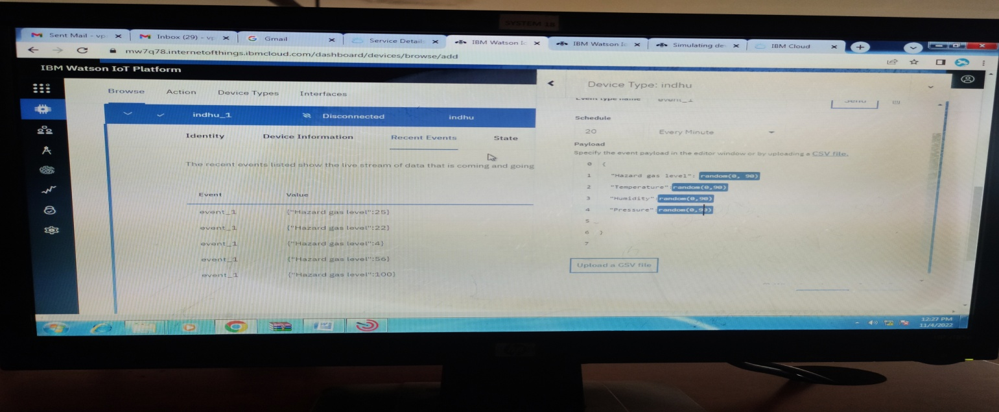 SYSTEM 18
Sent Mail - vp
Inbox (29) - vp
Gmail
Service Details
IBM Watson Io
IBM Watson Io
Simulating de
IBM Cloud
mw7q78.internetofthings.ibmcloud.com/dashboard/devices/browse/add
IBM Watson IoT Platform
Browse Action Device Types Interfaces
indhu_1 Disconnected indhu
Identity Device Information Recent Events State
The recent events listed show the live stream of data that is coming and going
Event Value
event_1 {"Hazard gas level":25}
event_1 {"Hazard gas level":22}
event_1 {"Hazard gas level":4}
event_1 {"Hazard gas level":56}
event_1 {"Hazard gas level":100}
Device Type: indhu
Event type name event_1 Send
Schedule
20 Every Minute
Payload
Specify the event payload in the editor window or by uploading a CSV file.
0 {
1 "Hazard gas level": random(0, 90)
2 "Temperature":random(0,90)
3 "Humidity":random(0,90)
4 "Pressure":random(0,90)
5
6 }
7
Upload a CSV file
12:27 PM
11/4/2022
hp